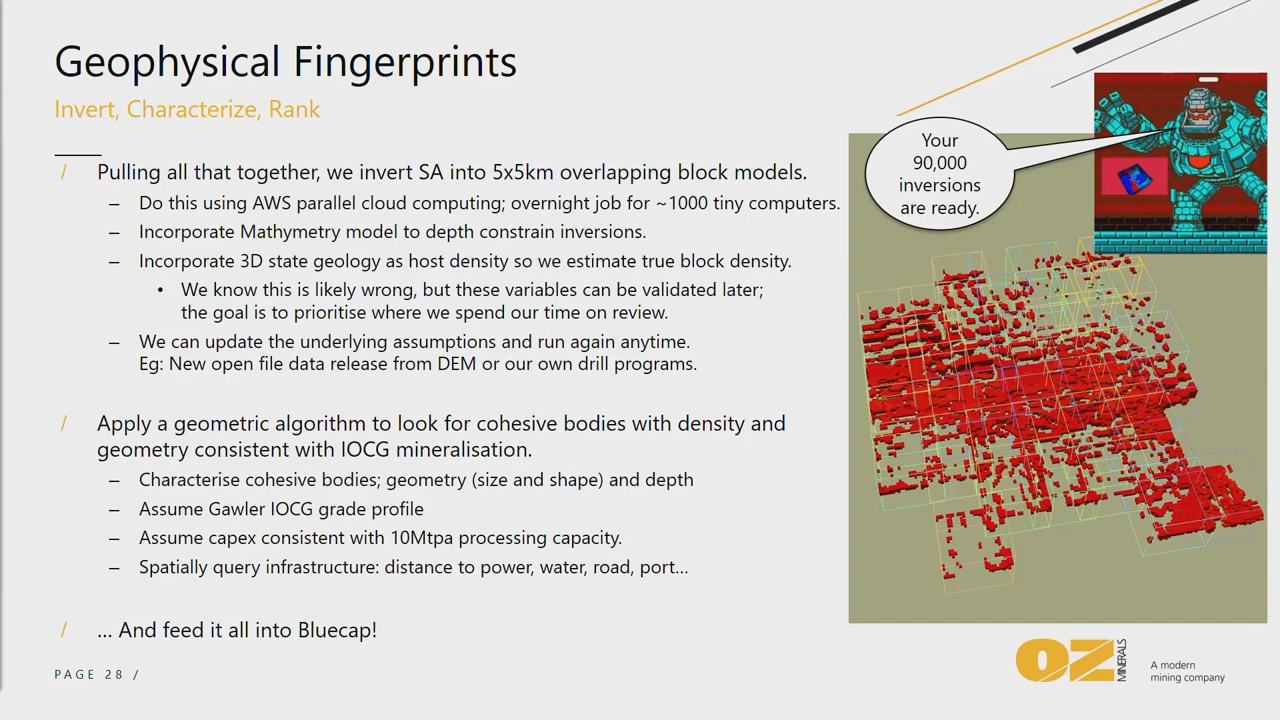 Geophysical Fingerprints
Invert, Characterize, Rank
/ Pulling all that together, we invert SA into 5x5km overlapping block models.
– Do this using AWS parallel cloud computing; overnight job for ~1000 tiny computers.
– Incorporate Mathymetry model to depth constrain inversions.
– Incorporate 3D state geology as host density so we estimate true block density.
• We know this is likely wrong, but these variables can be validated later;
the goal is to prioritise where we spend our time on review.
– We can update the underlying assumptions and run again anytime.
Eg: New open file data release from DEM or our own drill programs.
/ Apply a geometric algorithm to look for cohesive bodies with density and
geometry consistent with IOCG mineralisation.
– Characterise cohesive bodies; geometry (size and shape) and depth
– Assume Gawler IOCG grade profile
– Assume capex consistent with 10Mtpa processing capacity.
– Spatially query infrastructure: distance to power, water, road, port...
/ ... And feed it all into Bluecap!
Your
90,000
inversions
are ready.
PAGE 28 /
OZ MINERALS
A modern
mining company